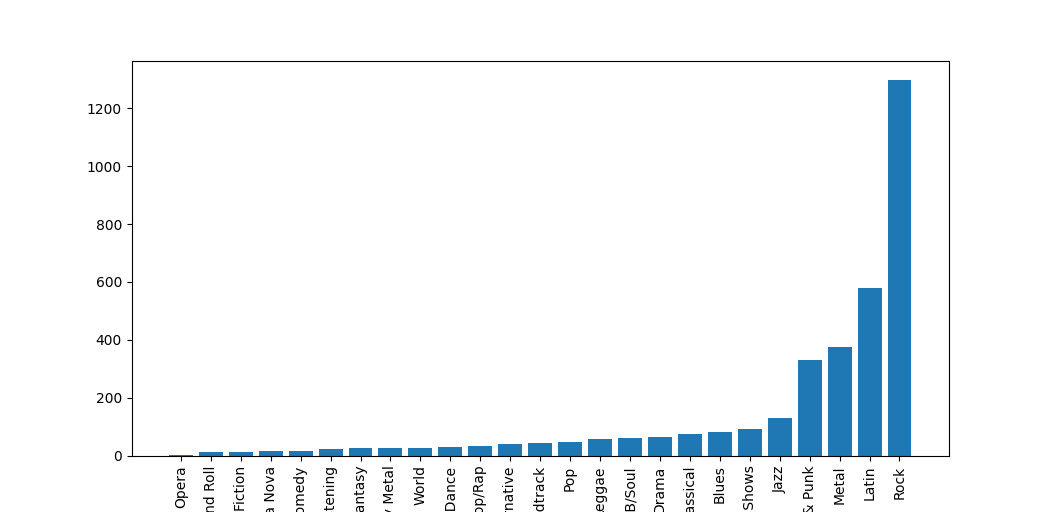 1200
1000
800
600
400
200
0
Opera
nd Roll
Fiction
a Nova
omedy
tening
antasy
y Metal
World
Dance
op/Rap
rnative
dtrack
Pop
eggae
B/Soul
Drama
assical
Blues
Shows
Jazz
& Punk
Metal
Latin
Rock